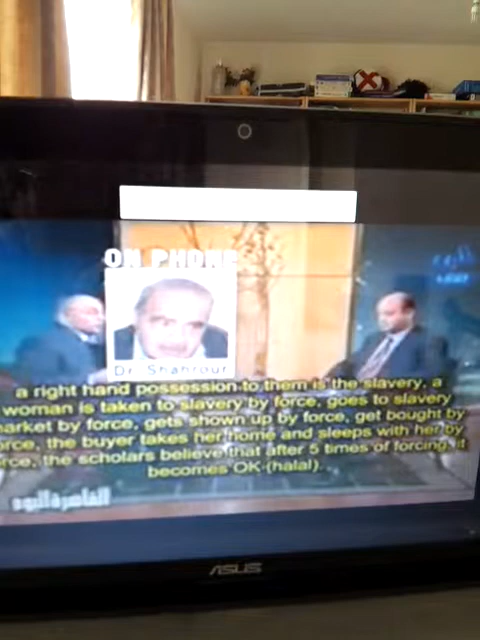 ON PHONE
Dr. Shahrour
a right hand possession to them is the slavery, a
woman is taken to slavery by force, goes to slavery
market by force, gets shown up by force, get bought by
force, the buyer takes her home and sleeps with her by
force, the scholars believe that after 5 times of forcing, it
becomes OK (halal).
القاهرة اليوم
ASUS